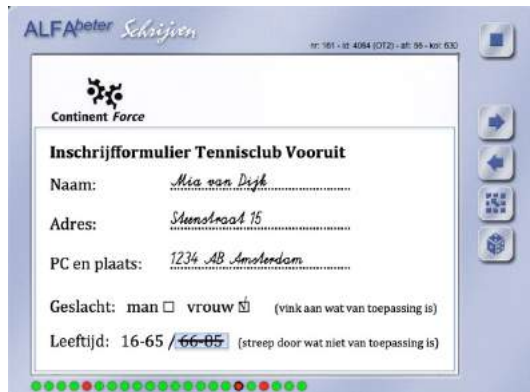 ALFAbeter Schrijven
nr: 161 - id: 4064 (OT2) - afl: 56 - kol: 630
Continent Force
Inschrijfformulier Tennisclub Vooruit
Naam: Mia van Dijk
Adres: Steenstraat 15
PC en plaats: 1234 AB Amsterdam
Geslacht: man ☐ vrouw ☑ (vink aan wat van toepassing is)
Leeftijd: 16-65 / 66-85 (streep door wat niet van toepassing is)